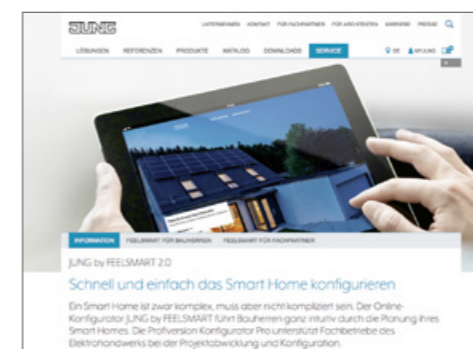 JUNG
UNTERNEHMEN KONTAKT FÜR FACHPARTNER FÜR ARCHITEKTEN KARRIERE PRESSE
LÖSUNGEN REFERENZEN PRODUKTE KATALOG DOWNLOADS SERVICE DE MYJUNG
INFORMATION FEELSMART FÜR BAUHERREN FEELSMART FÜR FACHPARTNER
JUNG by FEELSMART 2.0
Schnell und einfach das Smart Home konfigurieren
Ein Smart Home ist zwar komplex, muss aber nicht kompliziert sein. Der Online-
Konfigurator JUNG by FEELSMART führt Bauherren ganz intuitiv durch die Planung ihres
Smart Homes. Die Profiversion Konfigurator Pro unterstützt Fachbetriebe des
Elektrohandwerks bei der Projektabwicklung und Konfiguration.